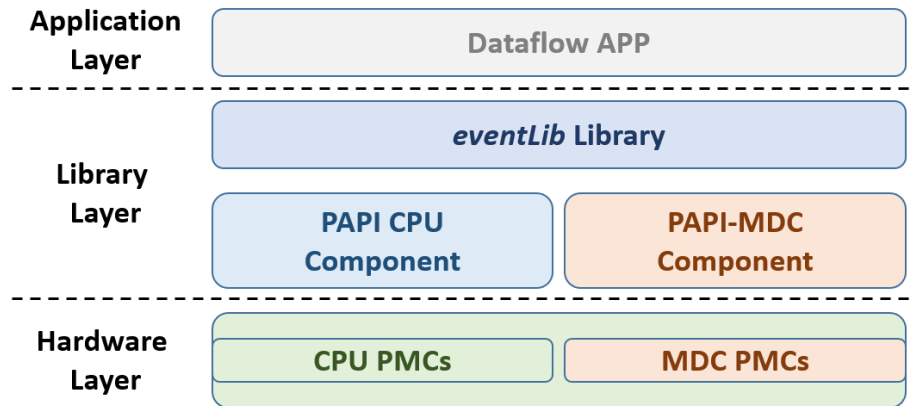 Application
Layer
Dataflow APP
eventLib Library
Library
Layer
PAPI CPU
Component
PAPI-MDC
Component
Hardware
Layer
CPU PMCs
MDC PMCs